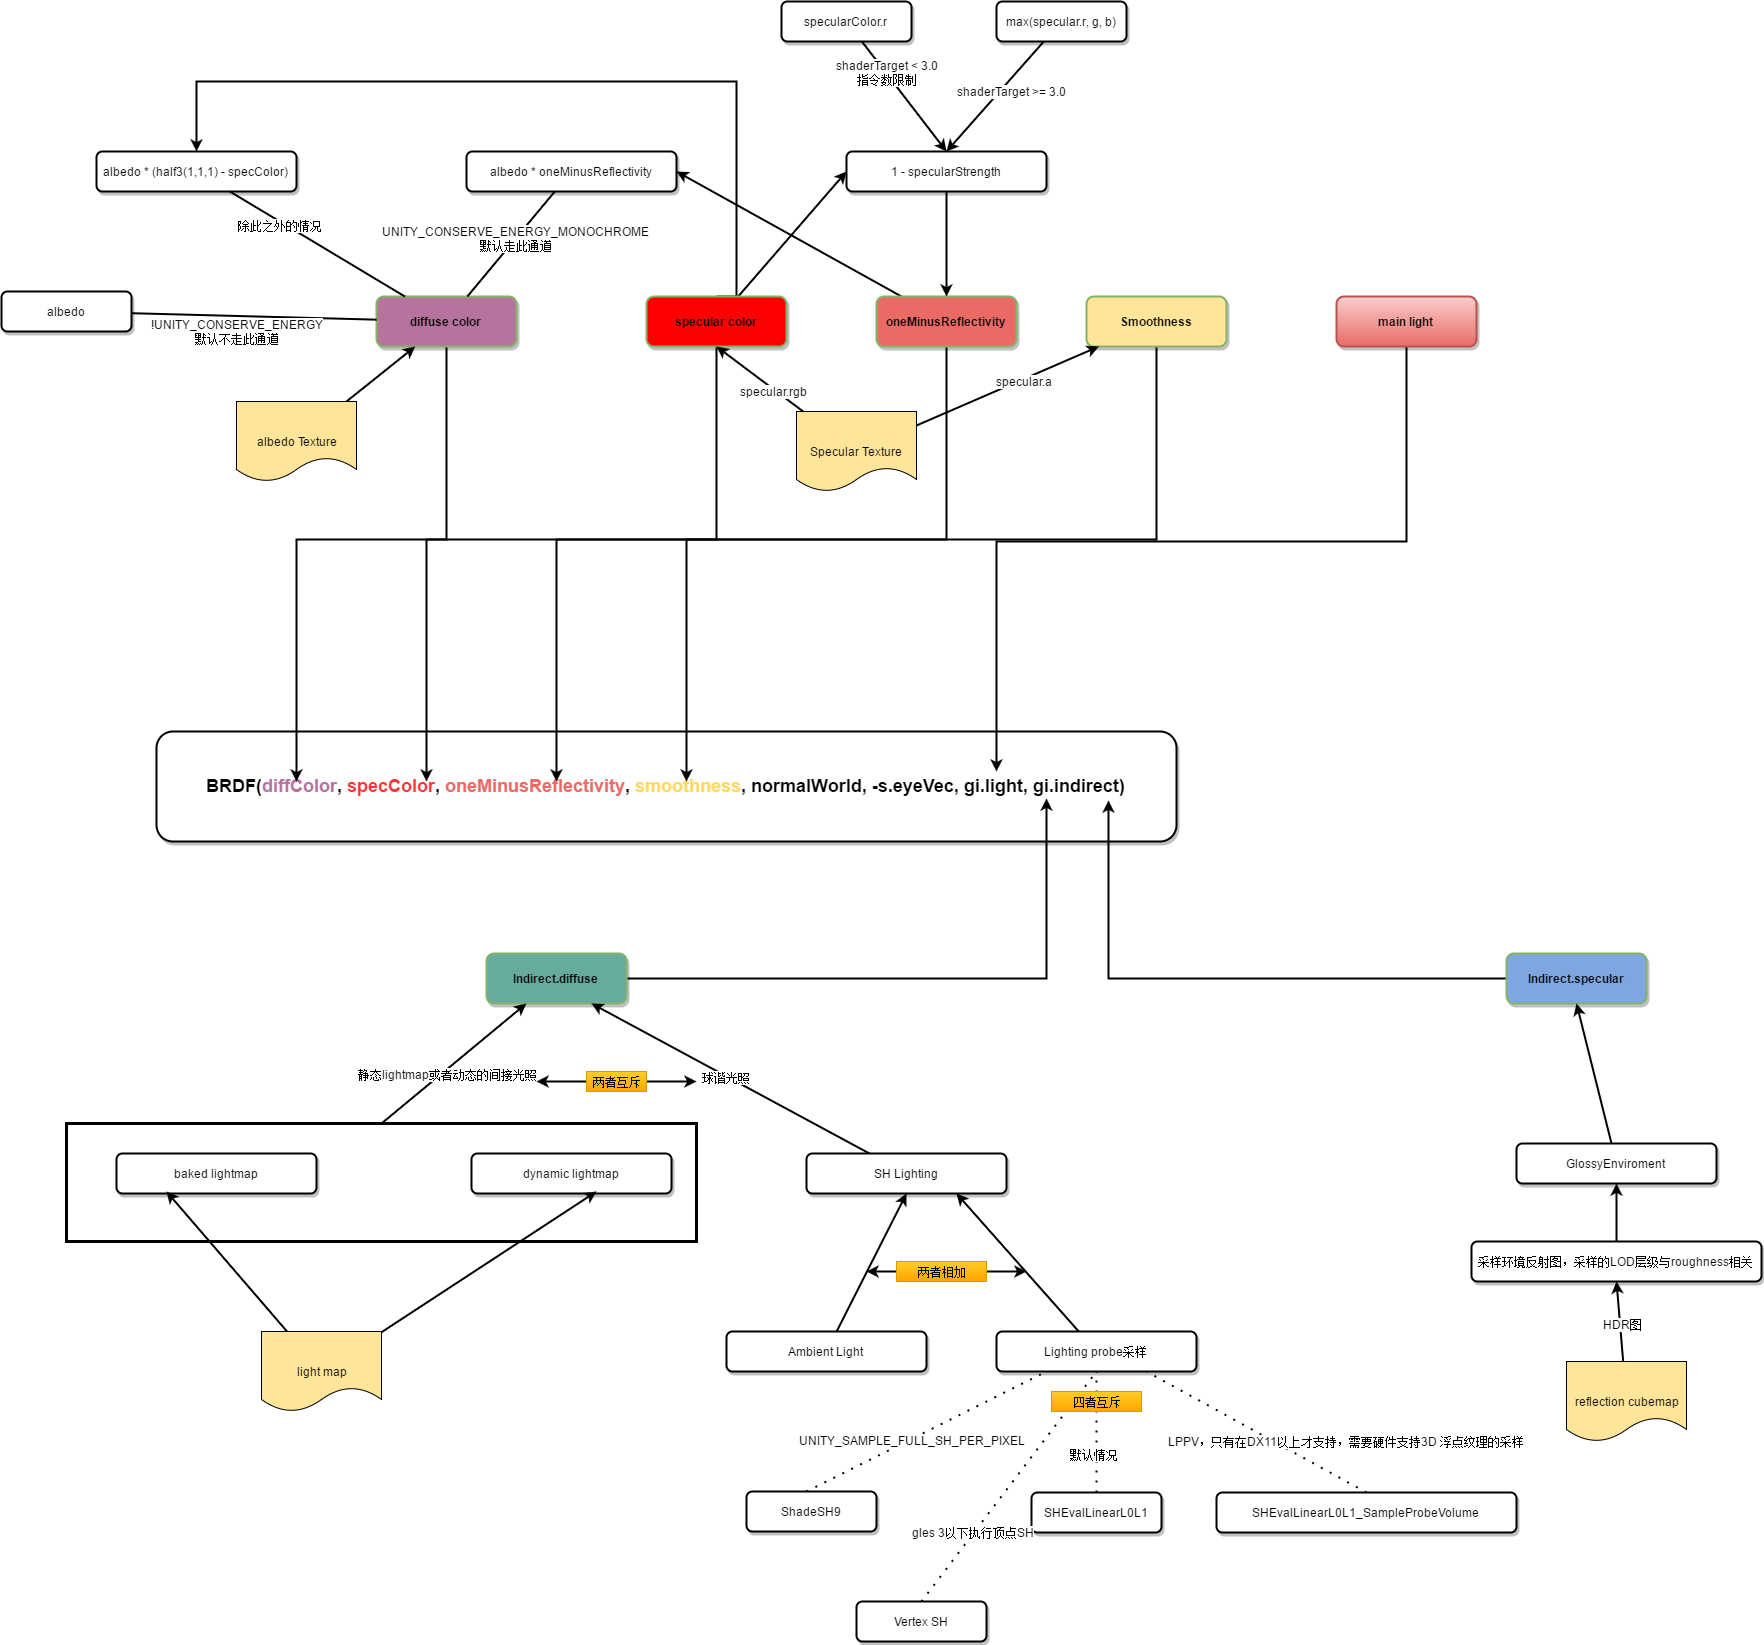 specularColor.r
max(specular.r, g, b)
shaderTarget < 3.0
指令数限制
shaderTarget >= 3.0
albedo * (half3(1,1,1) - specColor)
albedo * oneMinusReflectivity
1 - specularStrength
除此之外的情况
UNITY_CONSERVE_ENERGY_MONOCHROME
默认走此通道
albedo
!UNITY_CONSERVE_ENERGY
默认不走此通道
diffuse color
specular color
oneMinusReflectivity
Smoothness
main light
specular.rgb
specular.a
albedo Texture
Specular Texture
BRDF(diffColor, specColor, oneMinusReflectivity, smoothness, normalWorld, -s.eyeVec, gi.light, gi.indirect)
Indirect.diffuse
Indirect.specular
静态lightmap或者动态的间接光照
两者互斥
球谐光照
baked lightmap
dynamic lightmap
SH Lighting
GlossyEnviroment
两者相加
采样环境反射图，采样的LOD层级与roughness相关
HDR图
light map
Ambient Light
Lighting probe采样
reflection cubemap
四者互斥
UNITY_SAMPLE_FULL_SH_PER_PIXEL
默认情况
LPPV，只有在DX11以上才支持，需要硬件支持3D 浮点纹理的采样
ShadeSH9
SHEvalLinearL0L1
SHEvalLinearL0L1_SampleProbeVolume
gles 3以下执行顶点SH
Vertex SH